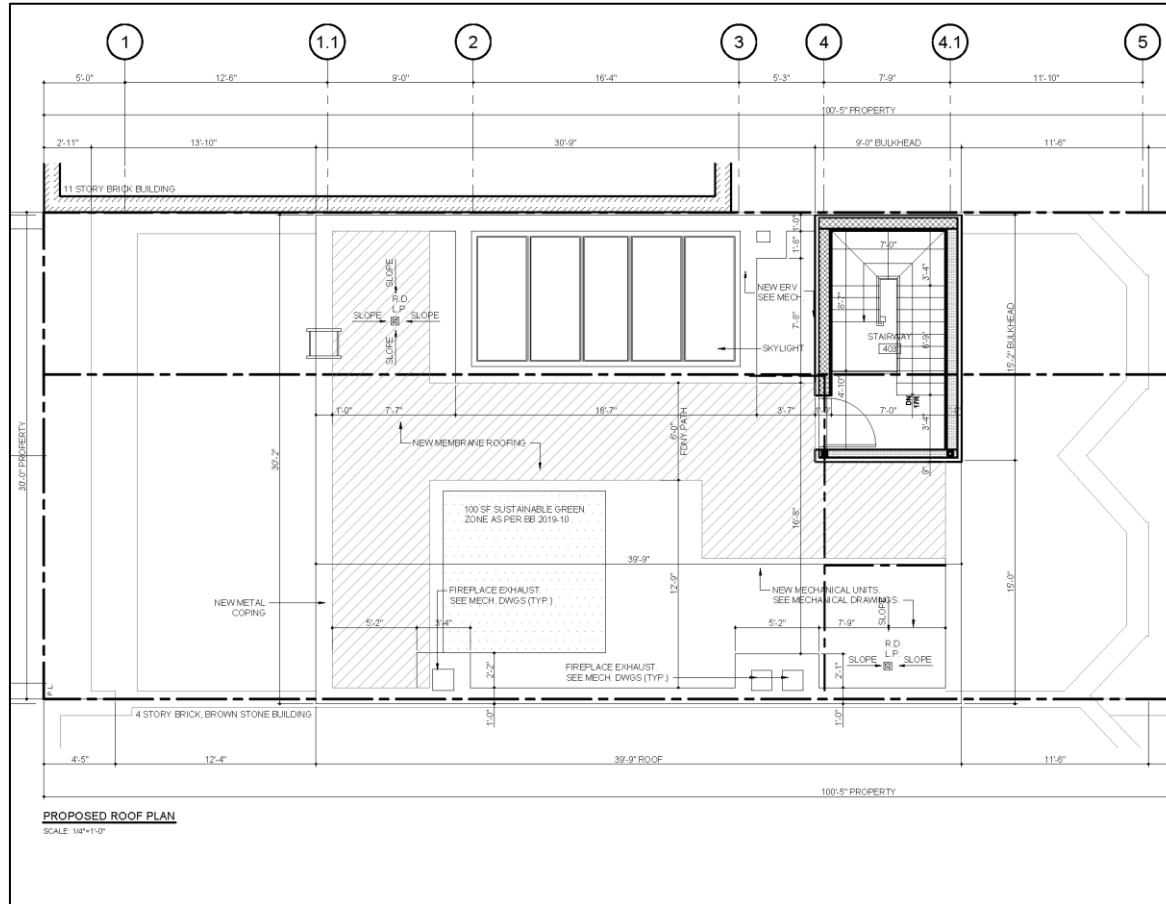 1
1.1
2
3
4
4.1
5
5'-0"
12'-6"
9'-0"
16'-4"
5'-3"
7'-9"
11'-10"
100'-5" PROPERTY
2'-11"
13'-10"
30'-9"
9'-0" BULKHEAD
11'-6"
11 STORY BRICK BUILDING
1'-0"
1'-8"
7'-0"
3'-4"
SLOPE
R.D.
L.P.
SLOPE
SLOPE
SLOPE
NEW ERV
SEE MECH.
7'-8"
8'-7"
STAIRWAY
403
6'-9"
15'-2" BULKHEAD
SKYLIGHT
4'-10"
DN
17R
1'-0"
7'-7"
18'-7"
3'-7"
7'-0"
3'-4"
6'-0"
FDNY PATH
NEW MEMBRANE ROOFING
30'-0" PROPERTY
30'-2"
9"
100 SF SUSTAINABLE GREEN
ZONE AS PER BB 2019-10
16'-8"
39'-9"
12'-9"
15'-0"
NEW METAL
COPING
FIREPLACE EXHAUST.
SEE MECH. DWGS (TYP.)
NEW MECHANICAL UNITS.
SEE MECHANICAL DRAWINGS.
5'-2"
3'-4"
5'-2"
7'-9"
SLOPE
R.D.
L.P.
SLOPE
SLOPE
FIREPLACE EXHAUST.
SEE MECH. DWGS (TYP.)
2'-2"
2'-1"
P.L.
1'-0"
1'-0"
4 STORY BRICK, BROWN STONE BUILDING
4'-5"
12'-4"
39'-9" ROOF
11'-6"
100'-5" PROPERTY
PROPOSED ROOF PLAN
SCALE: 1/4"=1'-0"